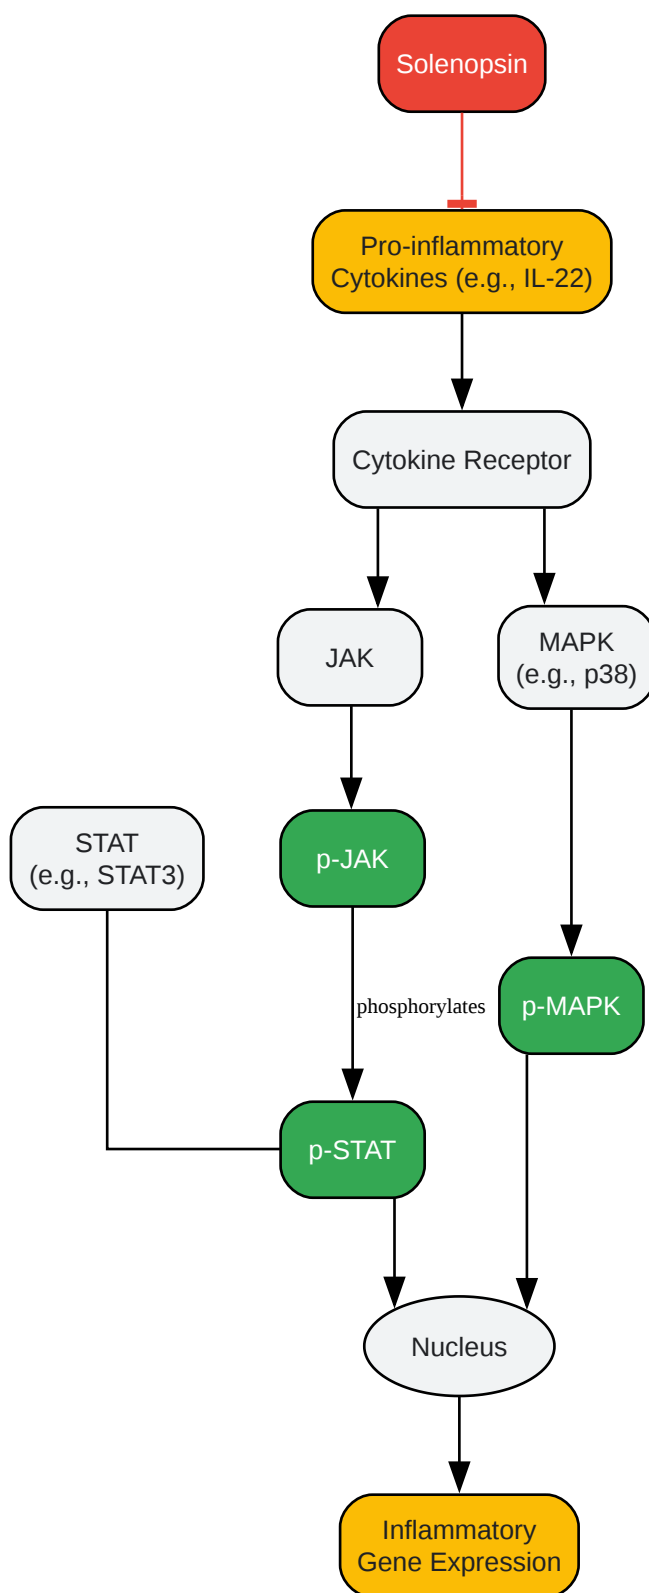 Solenopsin
Pro-inflammatory
Cytokines (e.g., IL-22)
Cytokine Receptor
JAK
MAPK
(e.g., p38)
STAT
(e.g., STAT3)
p-JAK
phosphorylates
p-MAPK
p-STAT
Nucleus
Inflammatory
Gene Expression